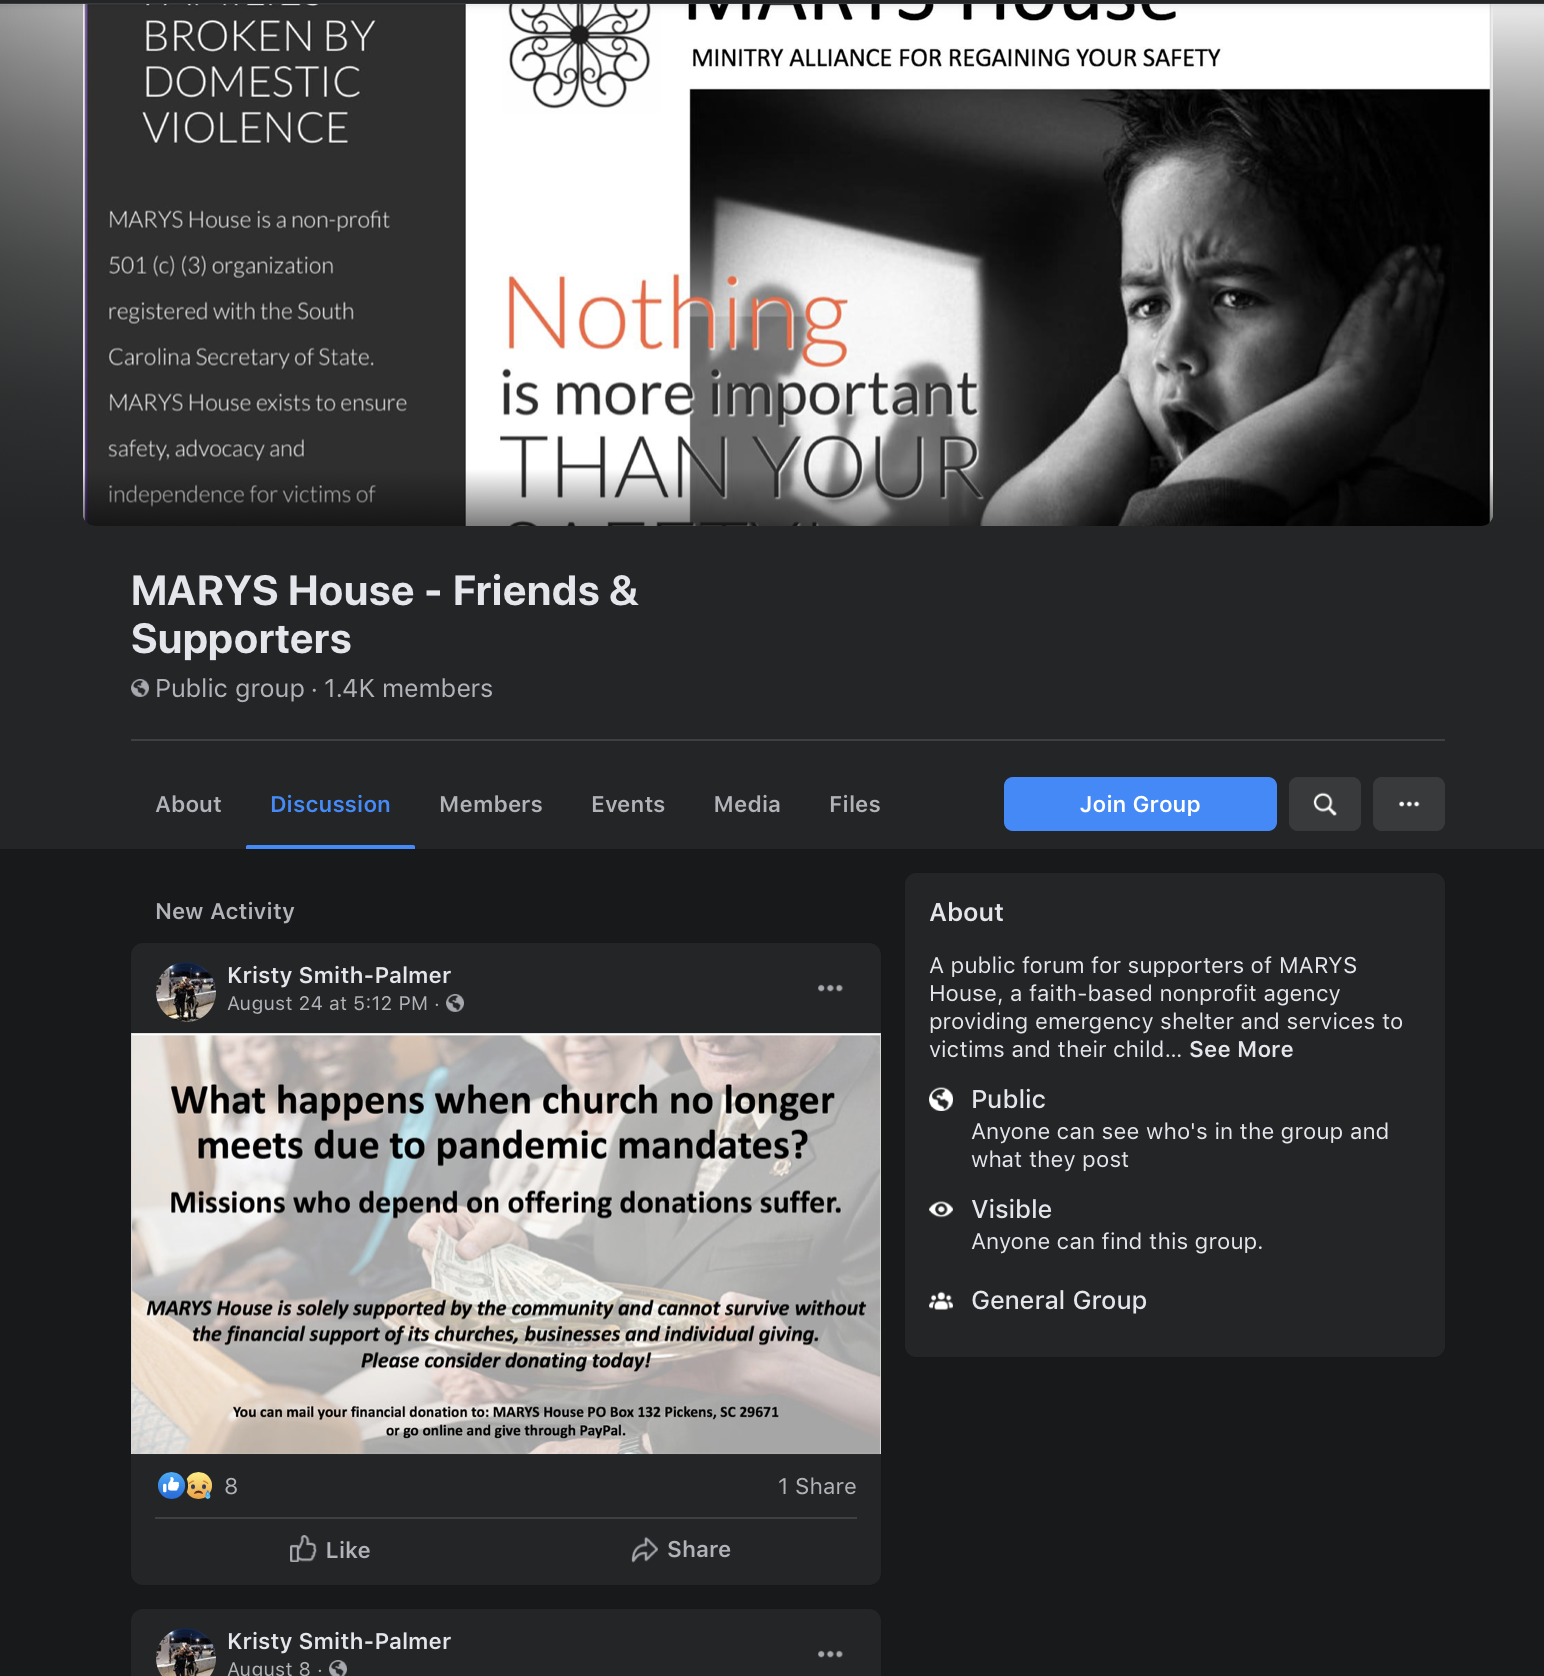 FAMILIES
BROKEN BY
DOMESTIC
VIOLENCE
MARYS House is a non-profit
501 (c) (3) organization
registered with the South
Carolina Secretary of State.
MARYS House exists to ensure
safety, advocacy and
independence for victims of
MARYS House
MINITRY ALLIANCE FOR REGAINING YOUR SAFETY
Nothing
is more important
THAN YOUR
SAFETY!
MARYS House - Friends &
Supporters
Public group · 1.4K members
About Discussion Members Events Media Files Join Group
New Activity
Kristy Smith-Palmer
August 24 at 5:12 PM ·
What happens when church no longer
meets due to pandemic mandates?
Missions who depend on offering donations suffer.
MARYS House is solely supported by the community and cannot survive without
the financial support of its churches, businesses and individual giving.
Please consider donating today!
You can mail your financial donation to: MARYS House PO Box 132 Pickens, SC 29671
or go online and give through PayPal.
8
1 Share
Like
Share
Kristy Smith-Palmer
August 8 ·
About
A public forum for supporters of MARYS
House, a faith-based nonprofit agency
providing emergency shelter and services to
victims and their child... See More
Public
Anyone can see who's in the group and
what they post
Visible
Anyone can find this group.
General Group